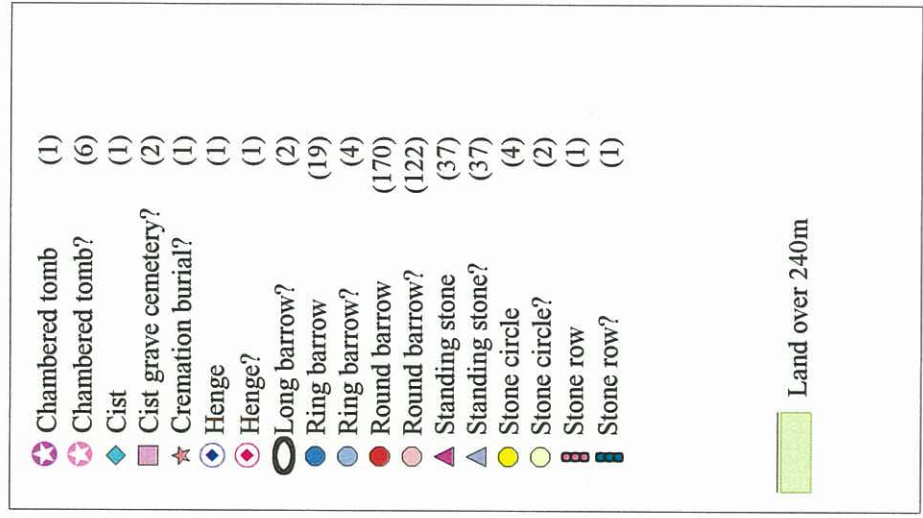 Chambered tomb (1)
Chambered tomb? (6)
Cist (1)
Cist grave cemetery? (2)
Cremation burial? (1)
Henge (1)
Henge? (1)
Long barrow? (2)
Ring barrow (19)
Ring barrow? (4)
Round barrow (170)
Round barrow? (122)
Standing stone (37)
Standing stone? (37)
Stone circle (4)
Stone circle? (2)
Stone row (1)
Stone row? (1)
Land over 240m